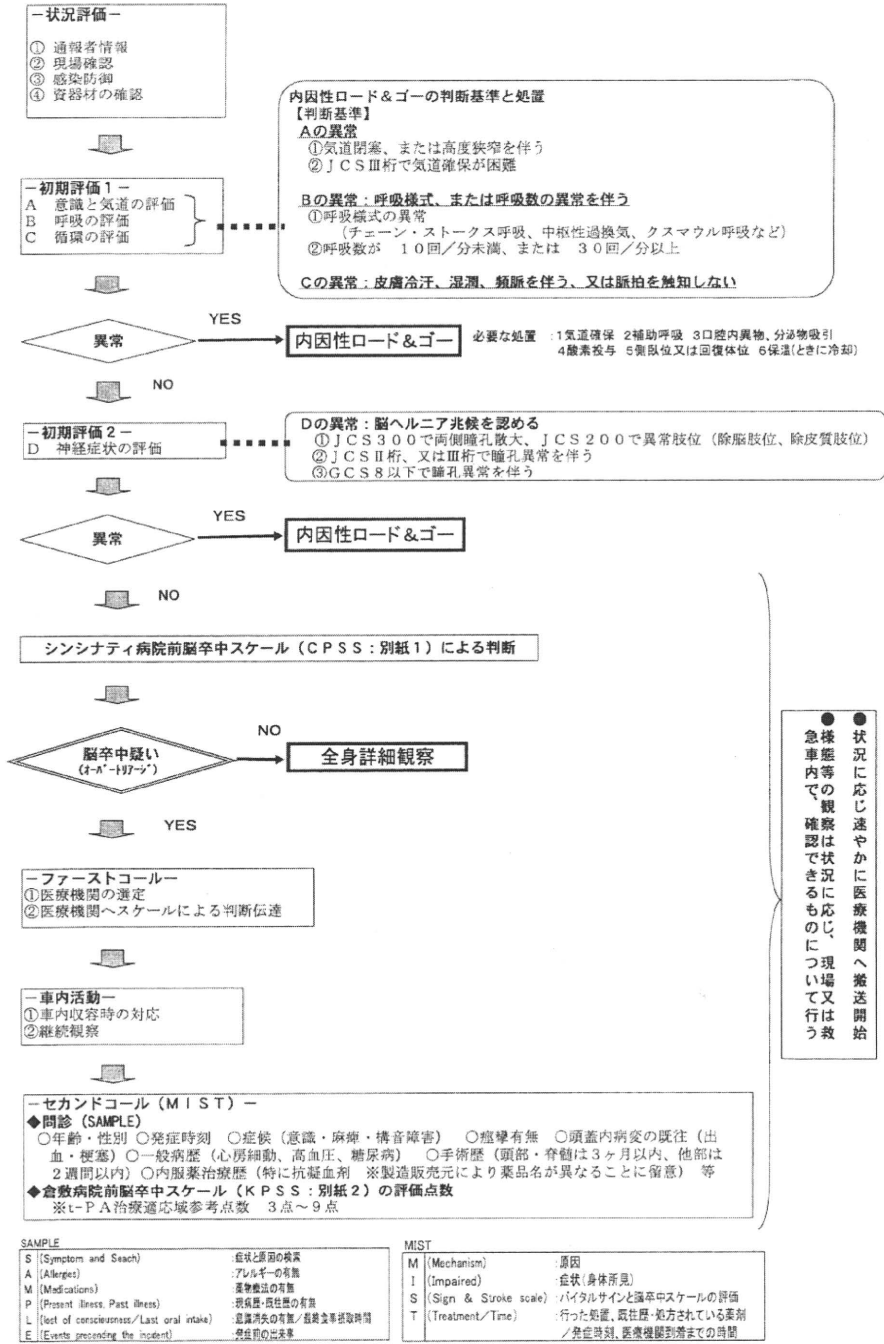 －状況評価－
① 通報者情報
② 現場確認
③ 感染防御
④ 資器材の確認
内因性ロード＆ゴーの判断基準と処置
【判断基準】
Aの異常
①気道閉塞、または高度狭窄を伴う
②ＪＣＳⅢ桁で気道確保が困難
Bの異常：呼吸様式、または呼吸数の異常を伴う
①呼吸様式の異常
（チェーン・ストークス呼吸、中枢性過換気、クスマウル呼吸など）
②呼吸数が １０回／分未満、または ３０回／分以上
Cの異常：皮膚冷汗、湿潤、頻脈を伴う、又は脈拍を触知しない
－初期評価１－
A 意識と気道の評価
B 呼吸の評価
C 循環の評価
異常
YES
内因性ロード＆ゴー
必要な処置 :1気道確保 2補助呼吸 3口腔内異物、分泌物吸引
4酸素投与 5側臥位又は回復体位 6保温(ときに冷却)
NO
－初期評価２－
D 神経症状の評価
Dの異常：脳ヘルニア兆候を認める
①ＪＣＳ３００で両側瞳孔散大、ＪＣＳ２００で異常肢位（除脳肢位、除皮質肢位）
②ＪＣＳⅡ桁、又はⅢ桁で瞳孔異常を伴う
③ＧＣＳ８以下で瞳孔異常を伴う
異常
YES
内因性ロード＆ゴー
NO
シンシナティ病院前脳卒中スケール（ＣＰＳＳ：別紙１）による判断
脳卒中疑い
(ｵｰﾊﾞｰﾄﾘｱｰｼﾞ)
NO
全身詳細観察
YES
－ファーストコール－
①医療機関の選定
②医療機関へスケールによる判断伝達
－車内活動－
①車内収容時の対応
②継続観察
●状況に応じ速やかに医療機関へ搬送開始
●様態等の観察は状況に応じ、現場又は救
急車内で、確認できるものについて行う
－セカンドコール（ＭＩＳＴ）－
◆問診（SAMPLE）
○年齢・性別 ○発症時刻 ○症候（意識・麻痺・構音障害） ○痙攣有無 ○頭蓋内病変の既往（出
血・梗塞）○一般病歴（心房細動、高血圧、糖尿病） ○手術歴（頭部・脊髄は３ヶ月以内、他部は
２週間以内）○内服薬治療歴（特に抗凝血剤 ※製造販売元により薬品名が異なることに留意） 等
◆倉敷病院前脳卒中スケール（ＫＰＳＳ：別紙２）の評価点数
※t-ＰＡ治療適応域参考点数 ３点～９点
SAMPLE
S (Symptom and Seach) :症状と原因の検索
A (Allergies) :アレルギーの有無
M (Medications) :薬物療法の有無
P (Present illness, Past illness) :現病歴・既往歴の有無
L (lost of consciousness/Last oral intake) :意識消失の有無／最終食事摂取時間
E (Events precending the incident) :発症前の出来事
MIST
M (Mechanism) :原因
I (Impaired) :症状(身体所見)
S (Sign & Stroke scale) :バイタルサインと脳卒中スケールの評価
T (Treatment／Time) :行った処置、既往歴・処方されている薬剤
／発症時刻、医療機関到着までの時間